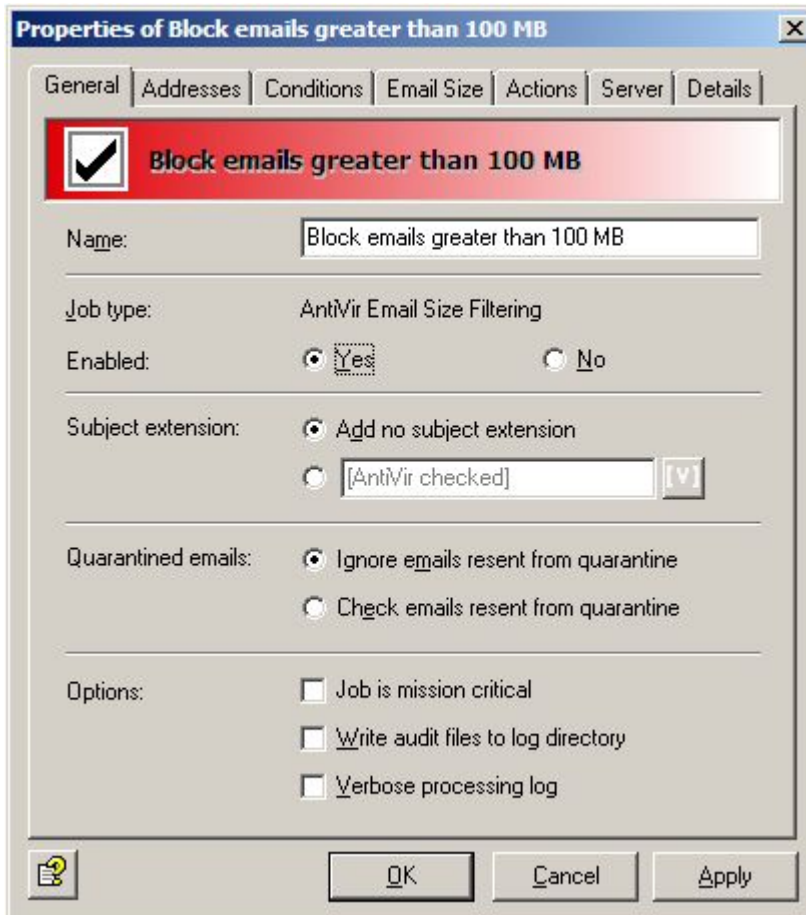 Properties of Block emails greater than 100 MB
General Addresses Conditions Email Size Actions Server Details
Block emails greater than 100 MB
Name: Block emails greater than 100 MB
Job type: AntiVir Email Size Filtering
Enabled: Yes No
Subject extension: Add no subject extension
[AntiVir checked] [V]
Quarantined emails: Ignore emails resent from quarantine
Check emails resent from quarantine
Options: Job is mission critical
Write audit files to log directory
Verbose processing log
OK Cancel Apply